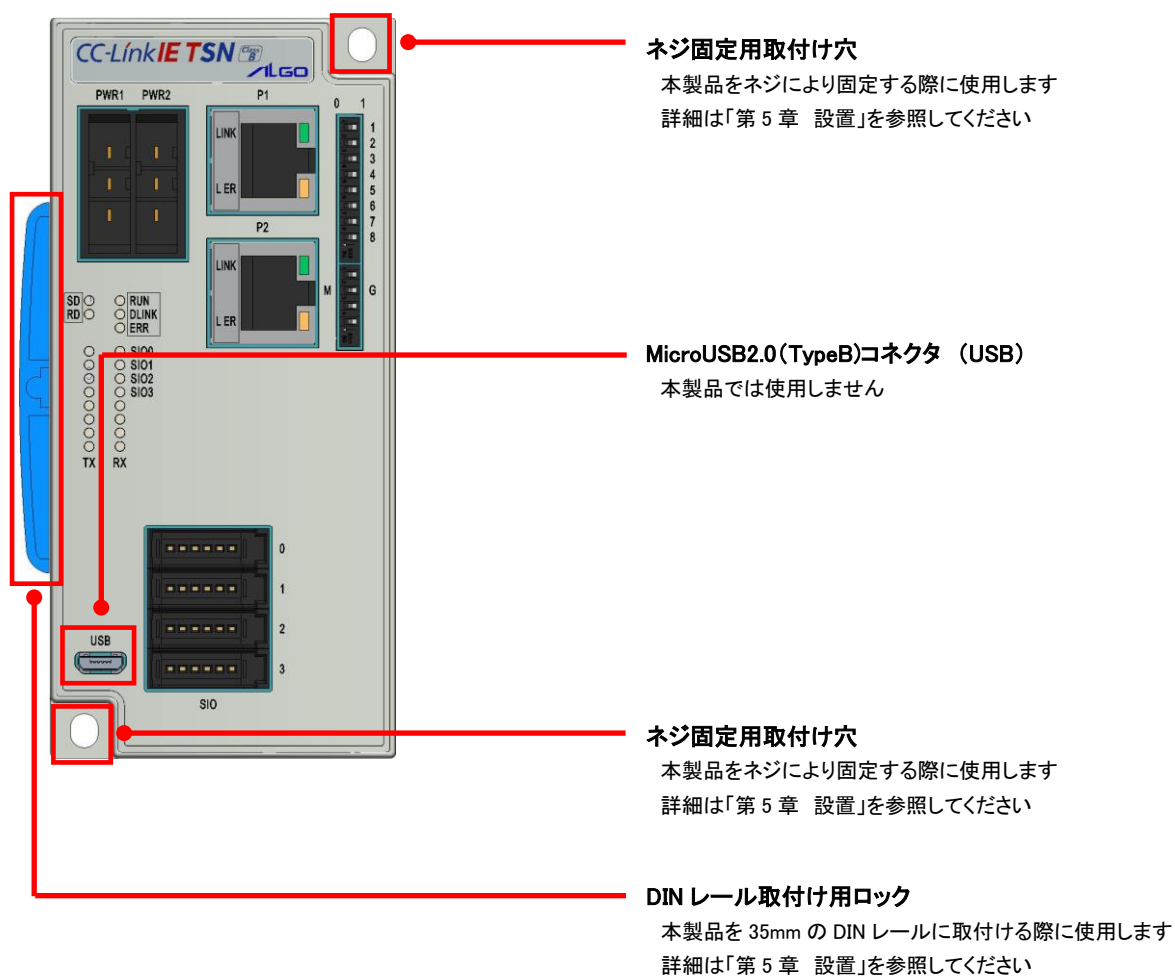 CC-Link IE TSN Class B
ALGO
PWR1 PWR2
P1
0 1
LINK
L ER
1
2
3
4
5
6
7
8
P2
LINK
L ER
M
G
SD
RD
RUN
DLINK
ERR
SIO0
SIO1
SIO2
SIO3
TX RX
0
1
2
3
USB
SIO
ネジ固定用取付け穴
本製品をネジにより固定する際に使用します
詳細は「第 5 章 設置」を参照してください
MicroUSB2.0(TypeB)コネクタ (USB)
本製品では使用しません
ネジ固定用取付け穴
本製品をネジにより固定する際に使用します
詳細は「第 5 章 設置」を参照してください
DIN レール取付け用ロック
本製品を 35mm の DIN レールに取付ける際に使用します
詳細は「第 5 章 設置」を参照してください